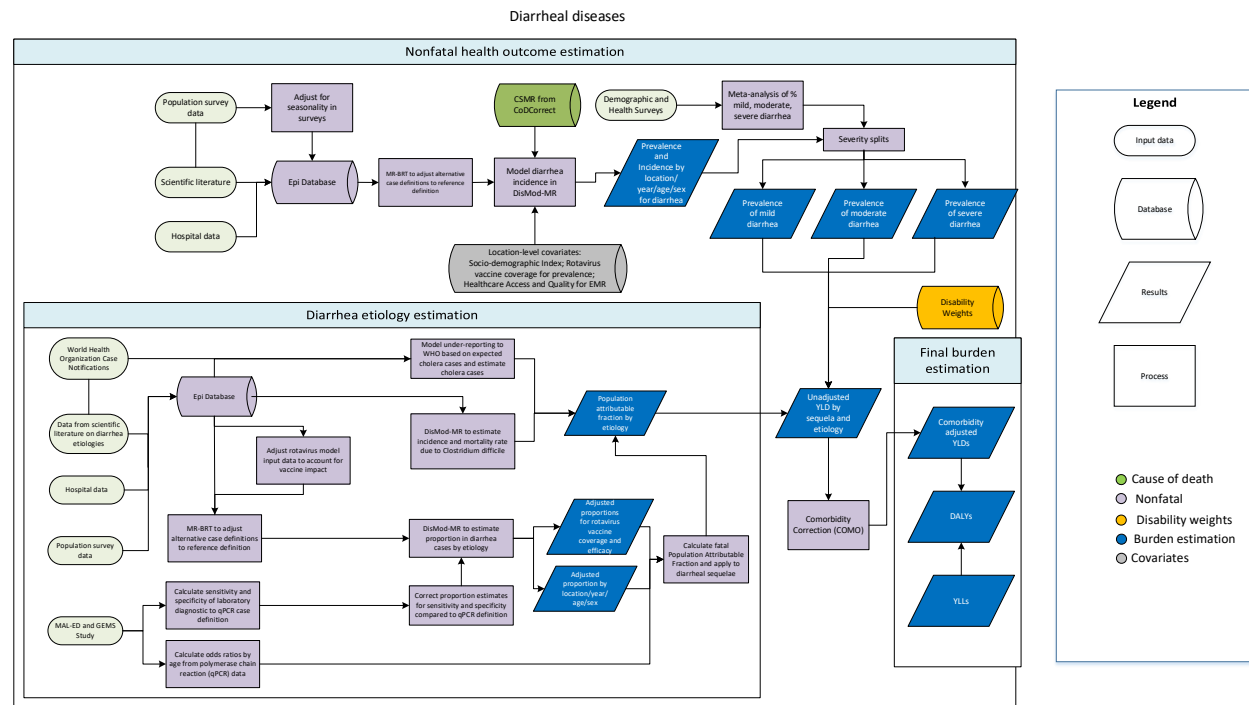 Diarrheal diseases
Nonfatal health outcome estimation
Population survey
data
Adjust for
seasonality in
surveys
CSMR from
CoDCorrect
Demographic and
Health Surveys
Meta-analysis of %
mild, moderate,
severe diarrhea
Scientific literature
Epi Database
MR-BRT to adjust alternative
case definitions to reference
definition
Model diarrhea
incidence in
DisMod-MR
Prevalence
and
Incidence by
location/
year/age/sex
for diarrhea
Severity splits
Hospital data
Prevalence
of mild
diarrhea
Prevalence
of moderate
diarrhea
Prevalence
of severe
diarrhea
Location-level covariates:
Socio-demographic Index; Rotavirus
vaccine coverage for prevalence;
Healthcare Access and Quality for EMR
Disability
Weights
Diarrhea etiology estimation
World Health
Organization Case
Notifications
Model under-reporting to
WHO based on expected
cholera cases and estimate
cholera cases
Epi Database
Data from scientific
literature on diarrhea
etiologies
DisMod-MR to estimate
incidence and mortality rate
due to Clostridium difficile
Population
attributable
fraction by
etiology
Unadjusted
YLD by
sequela and
etiology
Adjust rotavirus model
input data to account for
vaccine impact
Hospital data
MR-BRT to adjust
alternative case definitions
to reference definition
DisMod-MR to estimate
proportion in diarrhea
cases by etiology
Adjusted
proportions
for rotavirus
vaccine
coverage and
efficacy
Population survey
data
Calculate fatal
Population Attributable
Fraction and apply to
diarrheal sequelae
Adjusted
proportion by
location/year/
age/sex
Calculate sensitivity and
specificity of laboratory
diagnostic to qPCR case
definition
Correct proportion estimates
for sensitivity and specificity
compared to qPCR definition
MAL-ED and GEMS
Study
Calculate odds ratios by
age from polymerase chain
reaction (qPCR) data
Comorbidity
Correction (COMO)
Final burden
estimation
Comorbidity
adjusted
YLDs
DALYs
YLLs
Legend
Input data
Database
Results
Process
Cause of death
Nonfatal
Disability weights
Burden estimation
Covariates